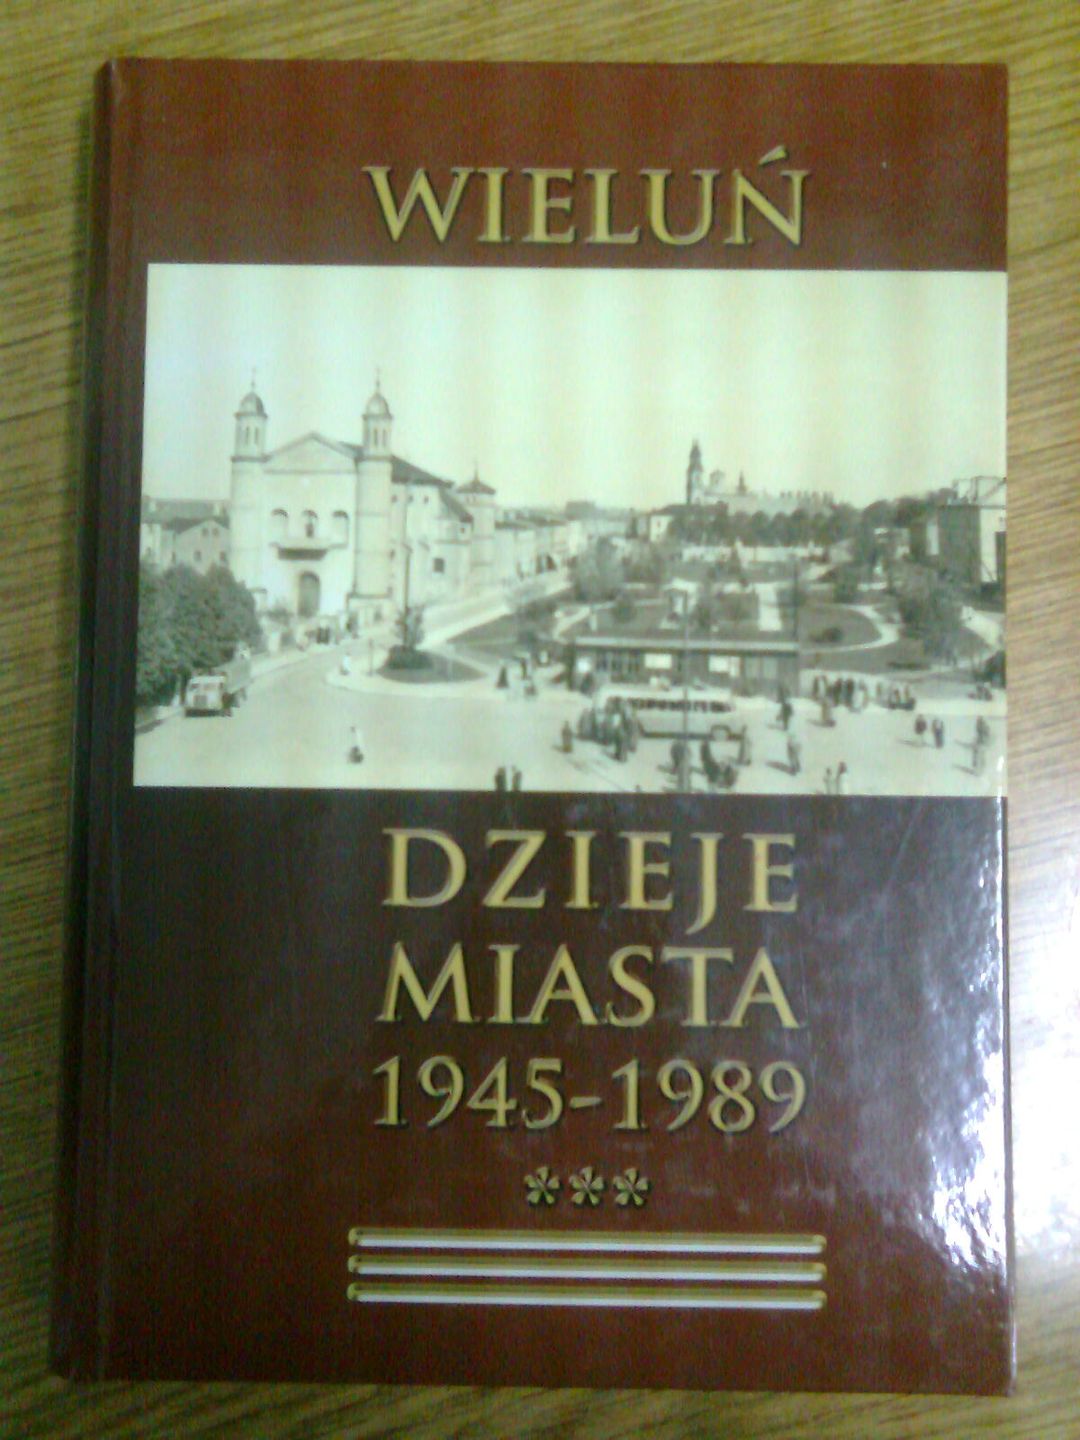 WIELUŃ
DZIEJE
MIASTA
1945-1989
***